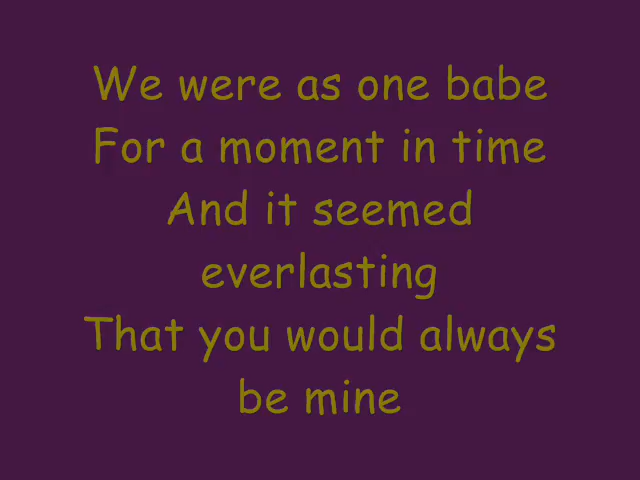 We were as one babe
For a moment in time
And it seemed
everlasting
That you would always
be mine